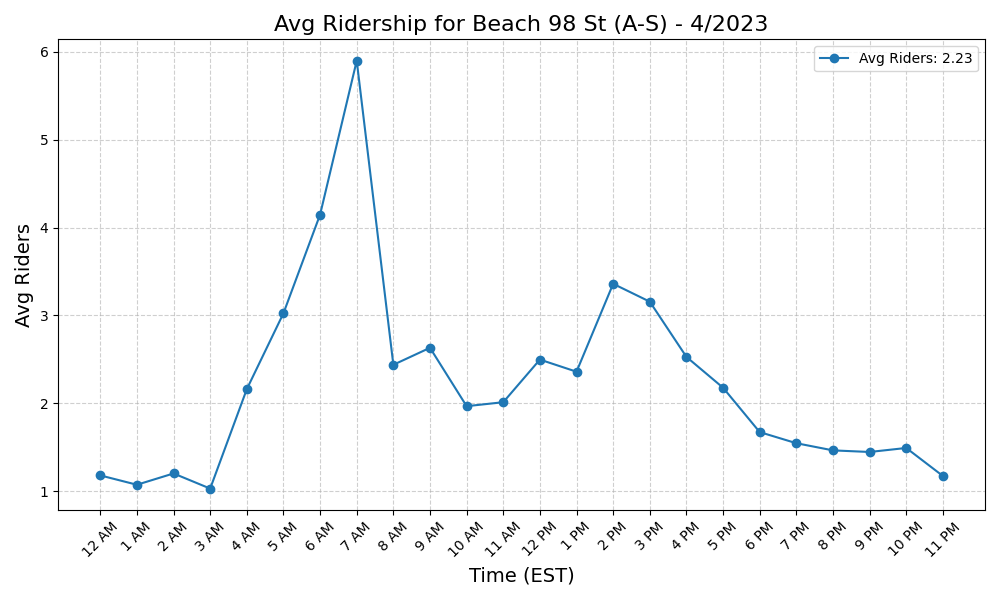 Avg Ridership for Beach 98 St (A-S) - 4/2023
Avg Riders: 2.23
Avg Riders
6
5
4
3
2
1
12 AM
1 AM
2 AM
3 AM
4 AM
5 AM
6 AM
7 AM
8 AM
9 AM
10 AM
11 AM
12 PM
1 PM
2 PM
3 PM
4 PM
5 PM
6 PM
7 PM
8 PM
9 PM
10 PM
11 PM
Time (EST)